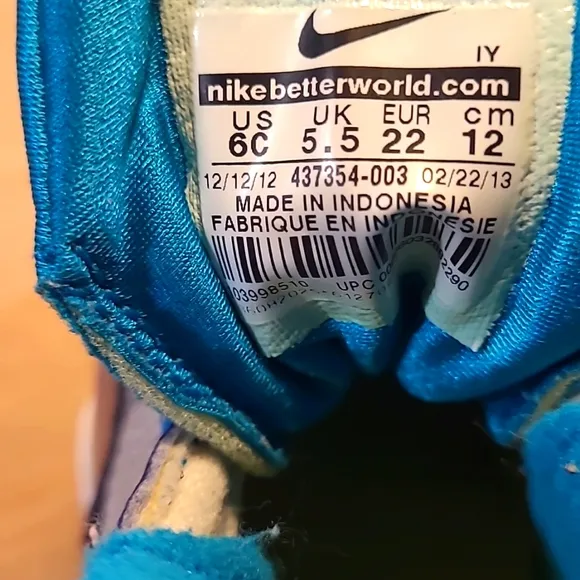 IY
nikebetterworld.com
US UK EUR cm
6C 5.5 22 12
12/12/12 437354-003 02/22/13
MADE IN INDONESIA
FABRIQUE EN INDONESIE
03998510 UPC